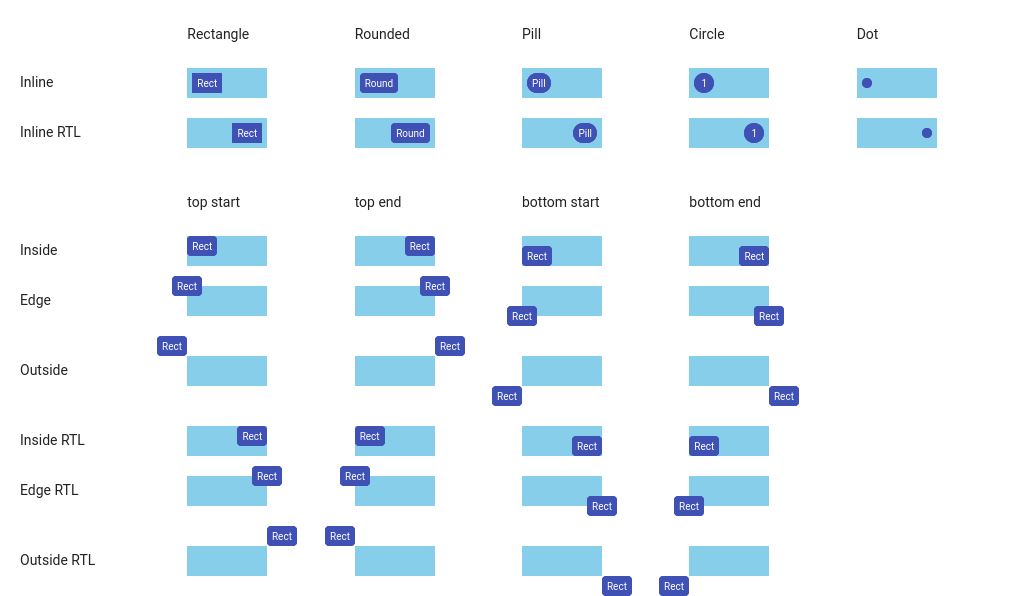 Rectangle Rounded Pill Circle Dot
Inline Rect Round Pill 1
Inline RTL Rect Round Pill 1
top start top end bottom start bottom end
Inside Rect Rect Rect Rect
Edge Rect Rect Rect Rect
Outside Rect Rect Rect Rect
Inside RTL Rect Rect Rect Rect
Edge RTL Rect Rect Rect Rect
Outside RTL Rect Rect Rect Rect